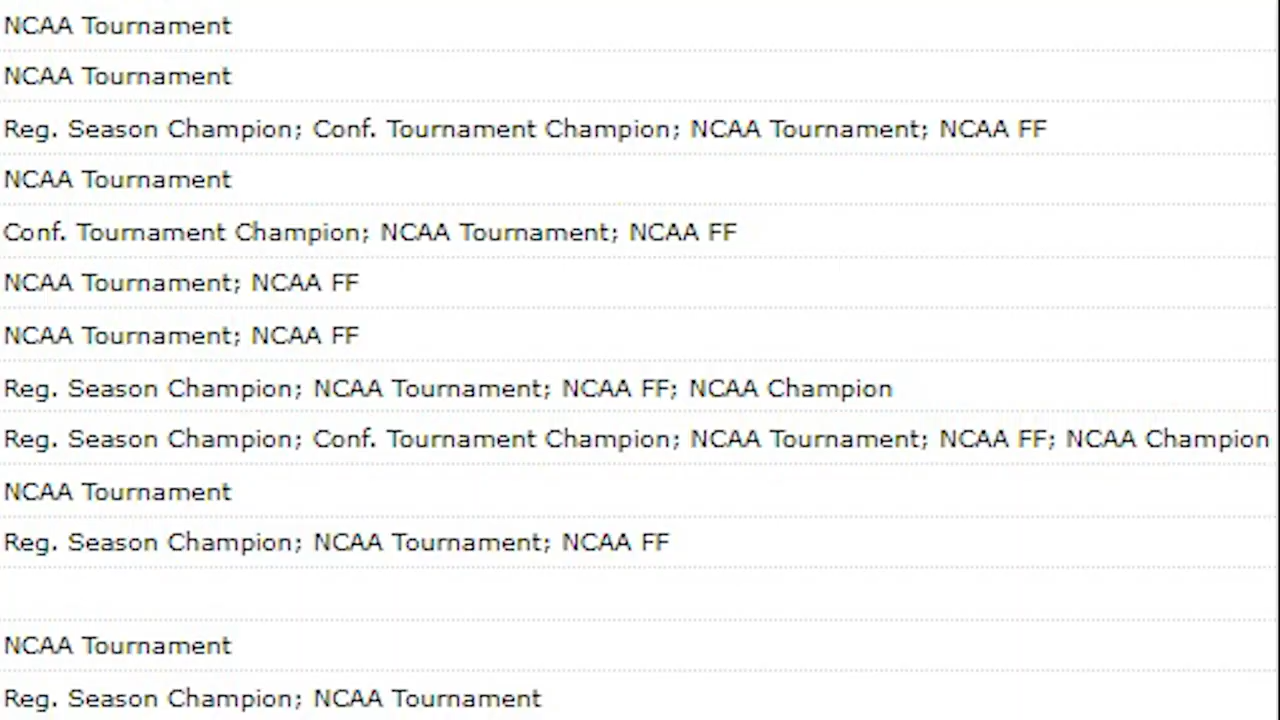 NCAA Tournament
NCAA Tournament
Reg. Season Champion; Conf. Tournament Champion; NCAA Tournament; NCAA FF
NCAA Tournament
Conf. Tournament Champion; NCAA Tournament; NCAA FF
NCAA Tournament; NCAA FF
NCAA Tournament; NCAA FF
Reg. Season Champion; NCAA Tournament; NCAA FF; NCAA Champion
Reg. Season Champion; Conf. Tournament Champion; NCAA Tournament; NCAA FF; NCAA Champion
NCAA Tournament
Reg. Season Champion; NCAA Tournament; NCAA FF
NCAA Tournament
Reg. Season Champion; NCAA Tournament